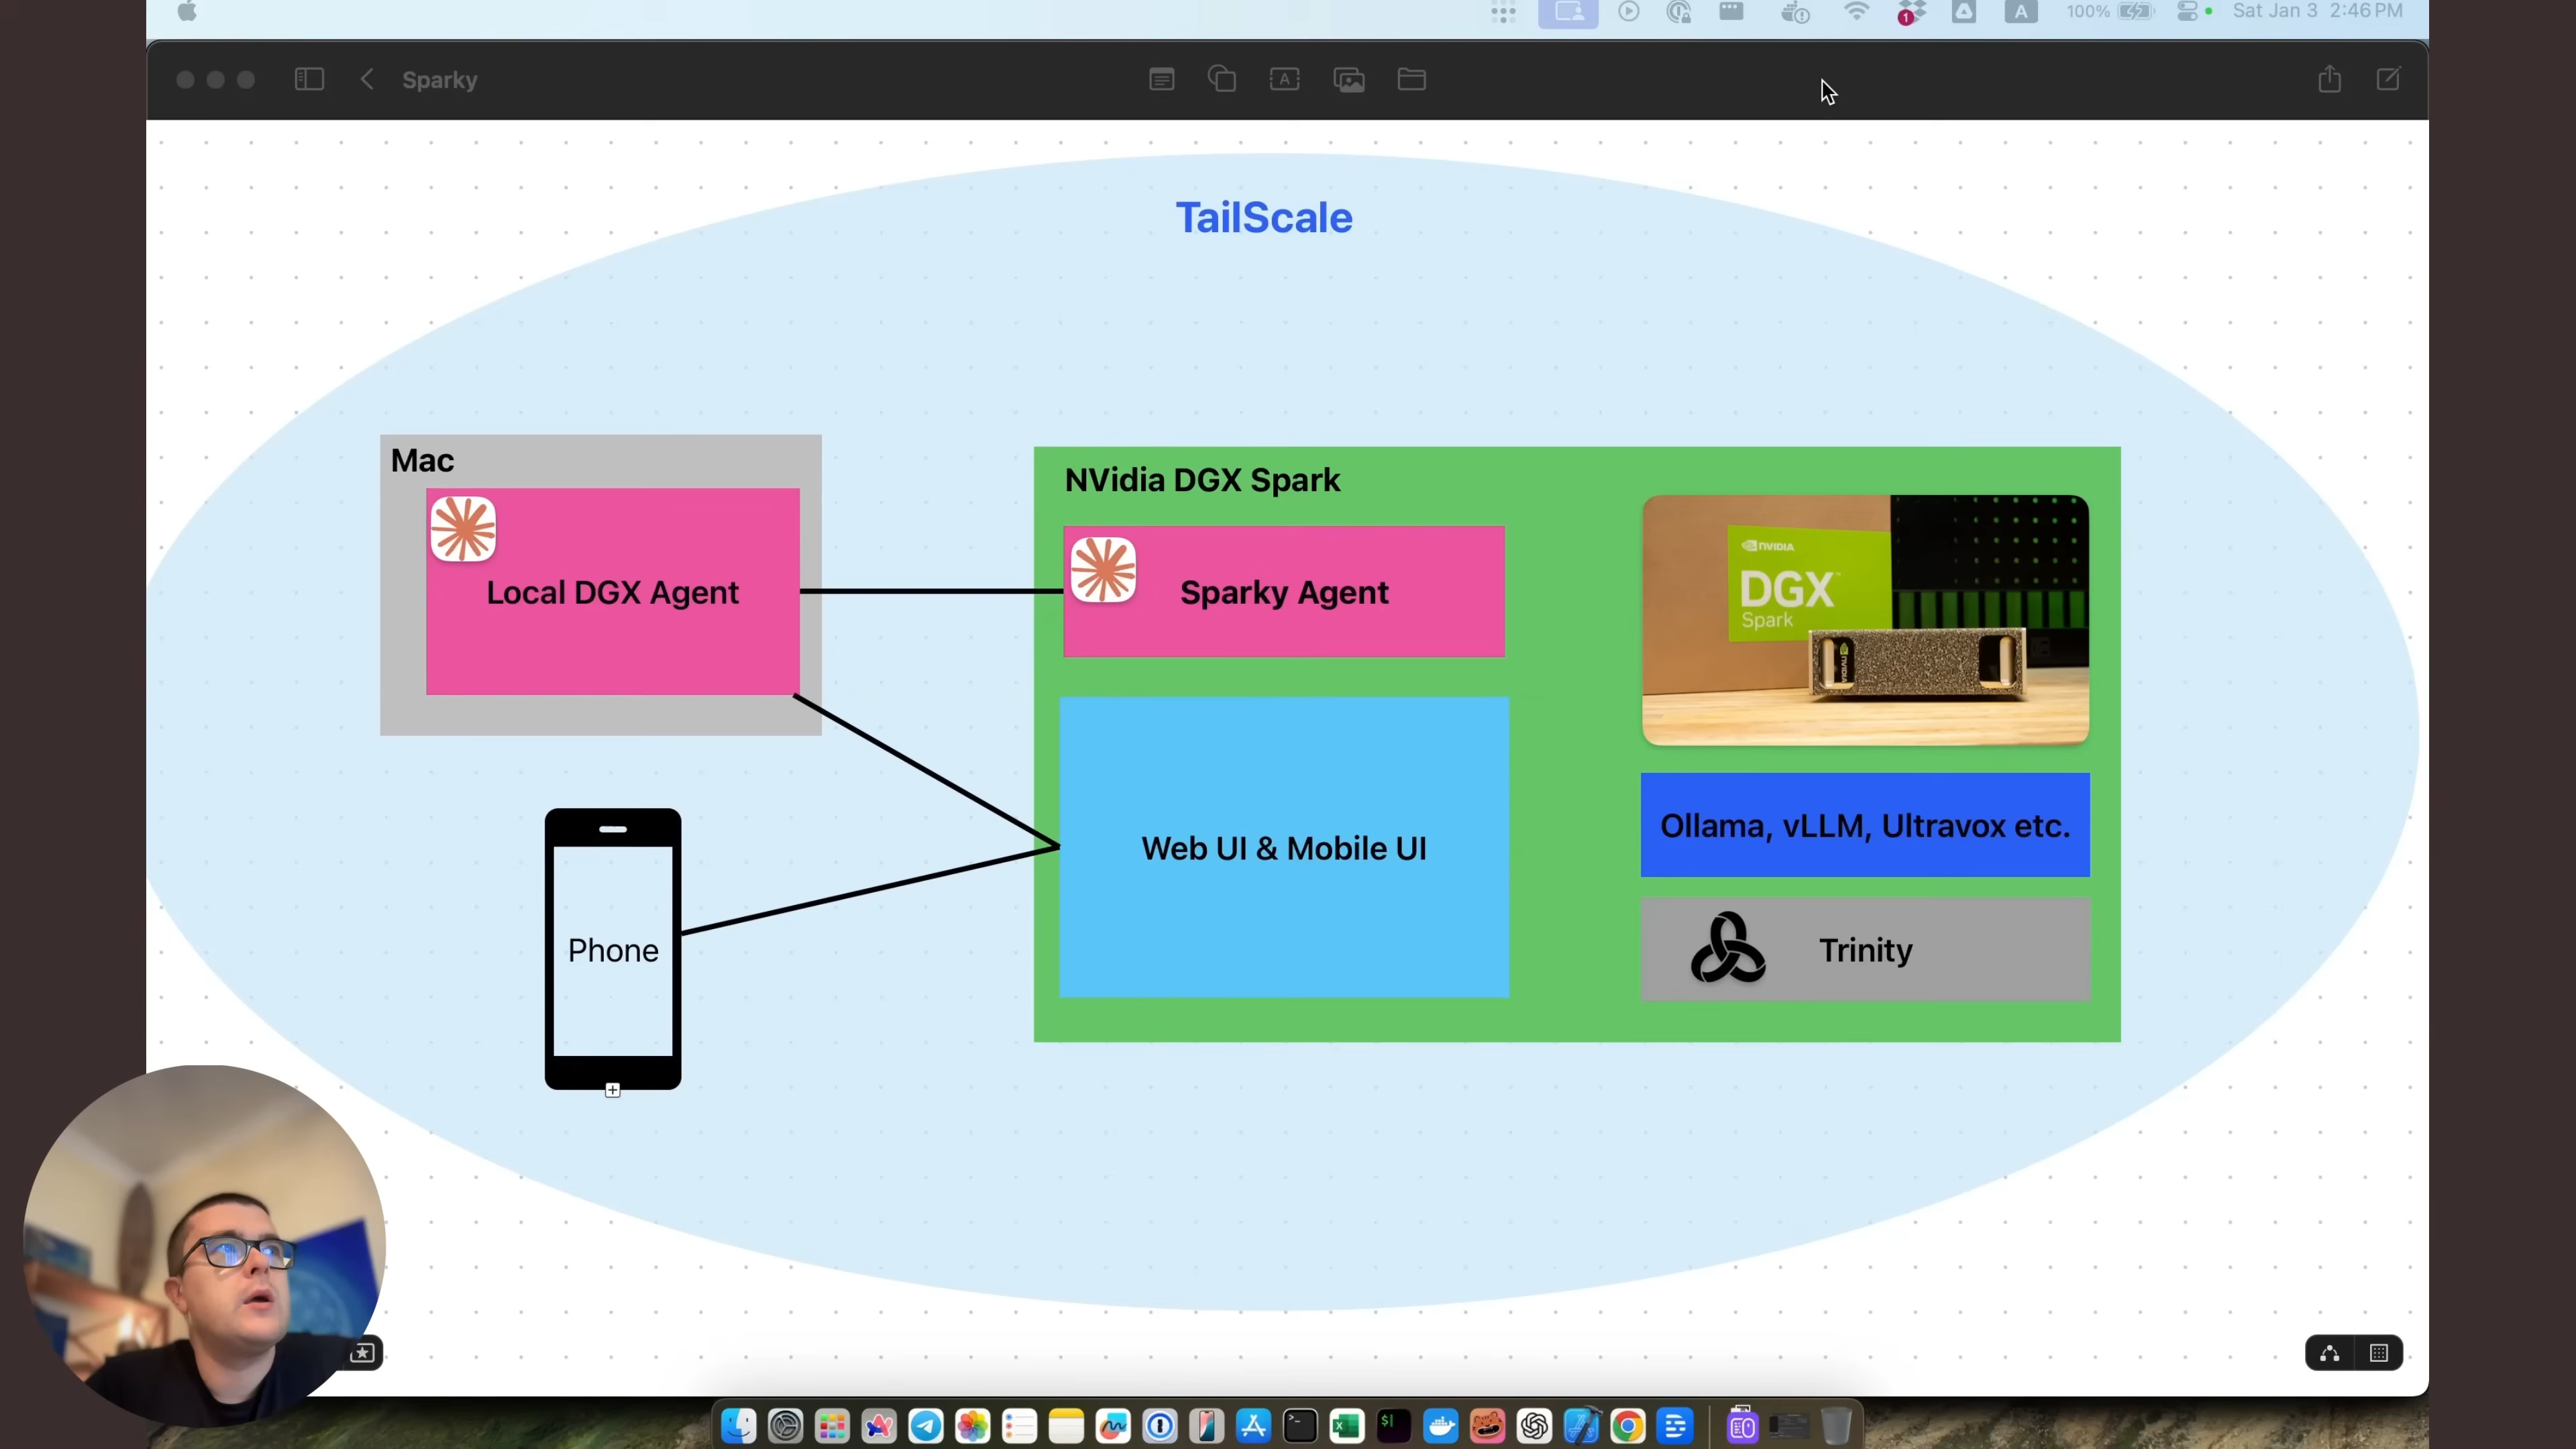 100%
Sat Jan 3 2:46 PM
1
A
Sparky
A
TailScale
Mac
Local DGX Agent
NVidia DGX Spark
Sparky Agent
NVIDIA
DGX
Spark
Web UI & Mobile UI
Ollama, vLLM, Ultravox etc.
Trinity
Phone